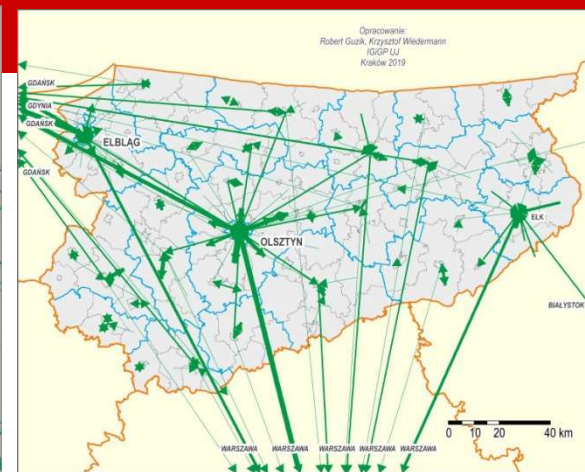 Opracowanie:
Robert Guzik, Krzysztof Wiedermann
IGiGP UJ
Kraków 2019
GDAŃSK
GDYNIA
GDAŃSK
ELBLĄG
GDAŃSK
OLSZTYN
EŁK
BIAŁYSTOK
0 10 20 40 km
WARSZAWA WARSZAWA WARSZAWA WARSZAWA WARSZAWA